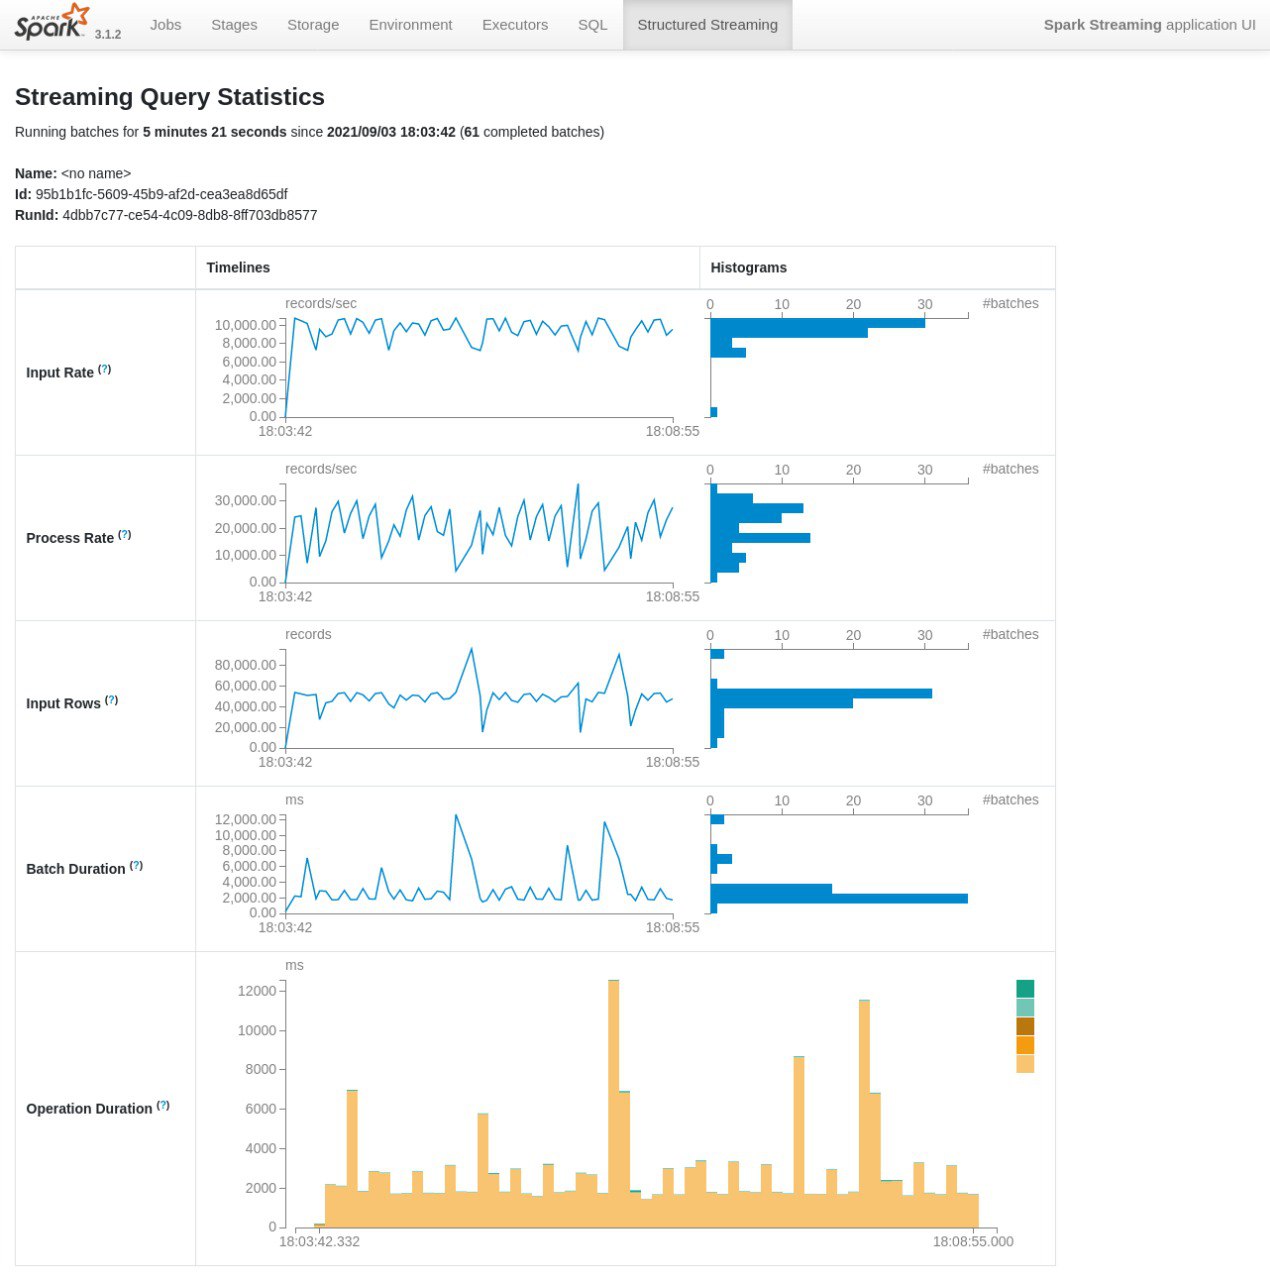 APACHE
Spark 3.1.2 Jobs Stages Storage Environment Executors SQL Structured Streaming Spark Streaming application UI
Streaming Query Statistics
Running batches for 5 minutes 21 seconds since 2021/09/03 18:03:42 (61 completed batches)
Name: <no name>
Id: 95b1b1fc-5609-45b9-af2d-cea3ea8d65df
RunId: 4dbb7c77-ce54-4c09-8db8-8ff703db8577
Timelines Histograms
Input Rate (?)
records/sec
10,000.00
8,000.00
6,000.00
4,000.00
2,000.00
0.00
18:03:42 18:08:55
0 10 20 30 #batches
Process Rate (?)
records/sec
30,000.00
20,000.00
10,000.00
0.00
18:03:42 18:08:55
0 10 20 30 #batches
Input Rows (?)
records
80,000.00
60,000.00
40,000.00
20,000.00
0.00
18:03:42 18:08:55
0 10 20 30 #batches
Batch Duration (?)
ms
12,000.00
10,000.00
8,000.00
6,000.00
4,000.00
2,000.00
0.00
18:03:42 18:08:55
0 10 20 30 #batches
Operation Duration (?)
ms
12000
10000
8000
6000
4000
2000
0
18:03:42.332 18:08:55.000